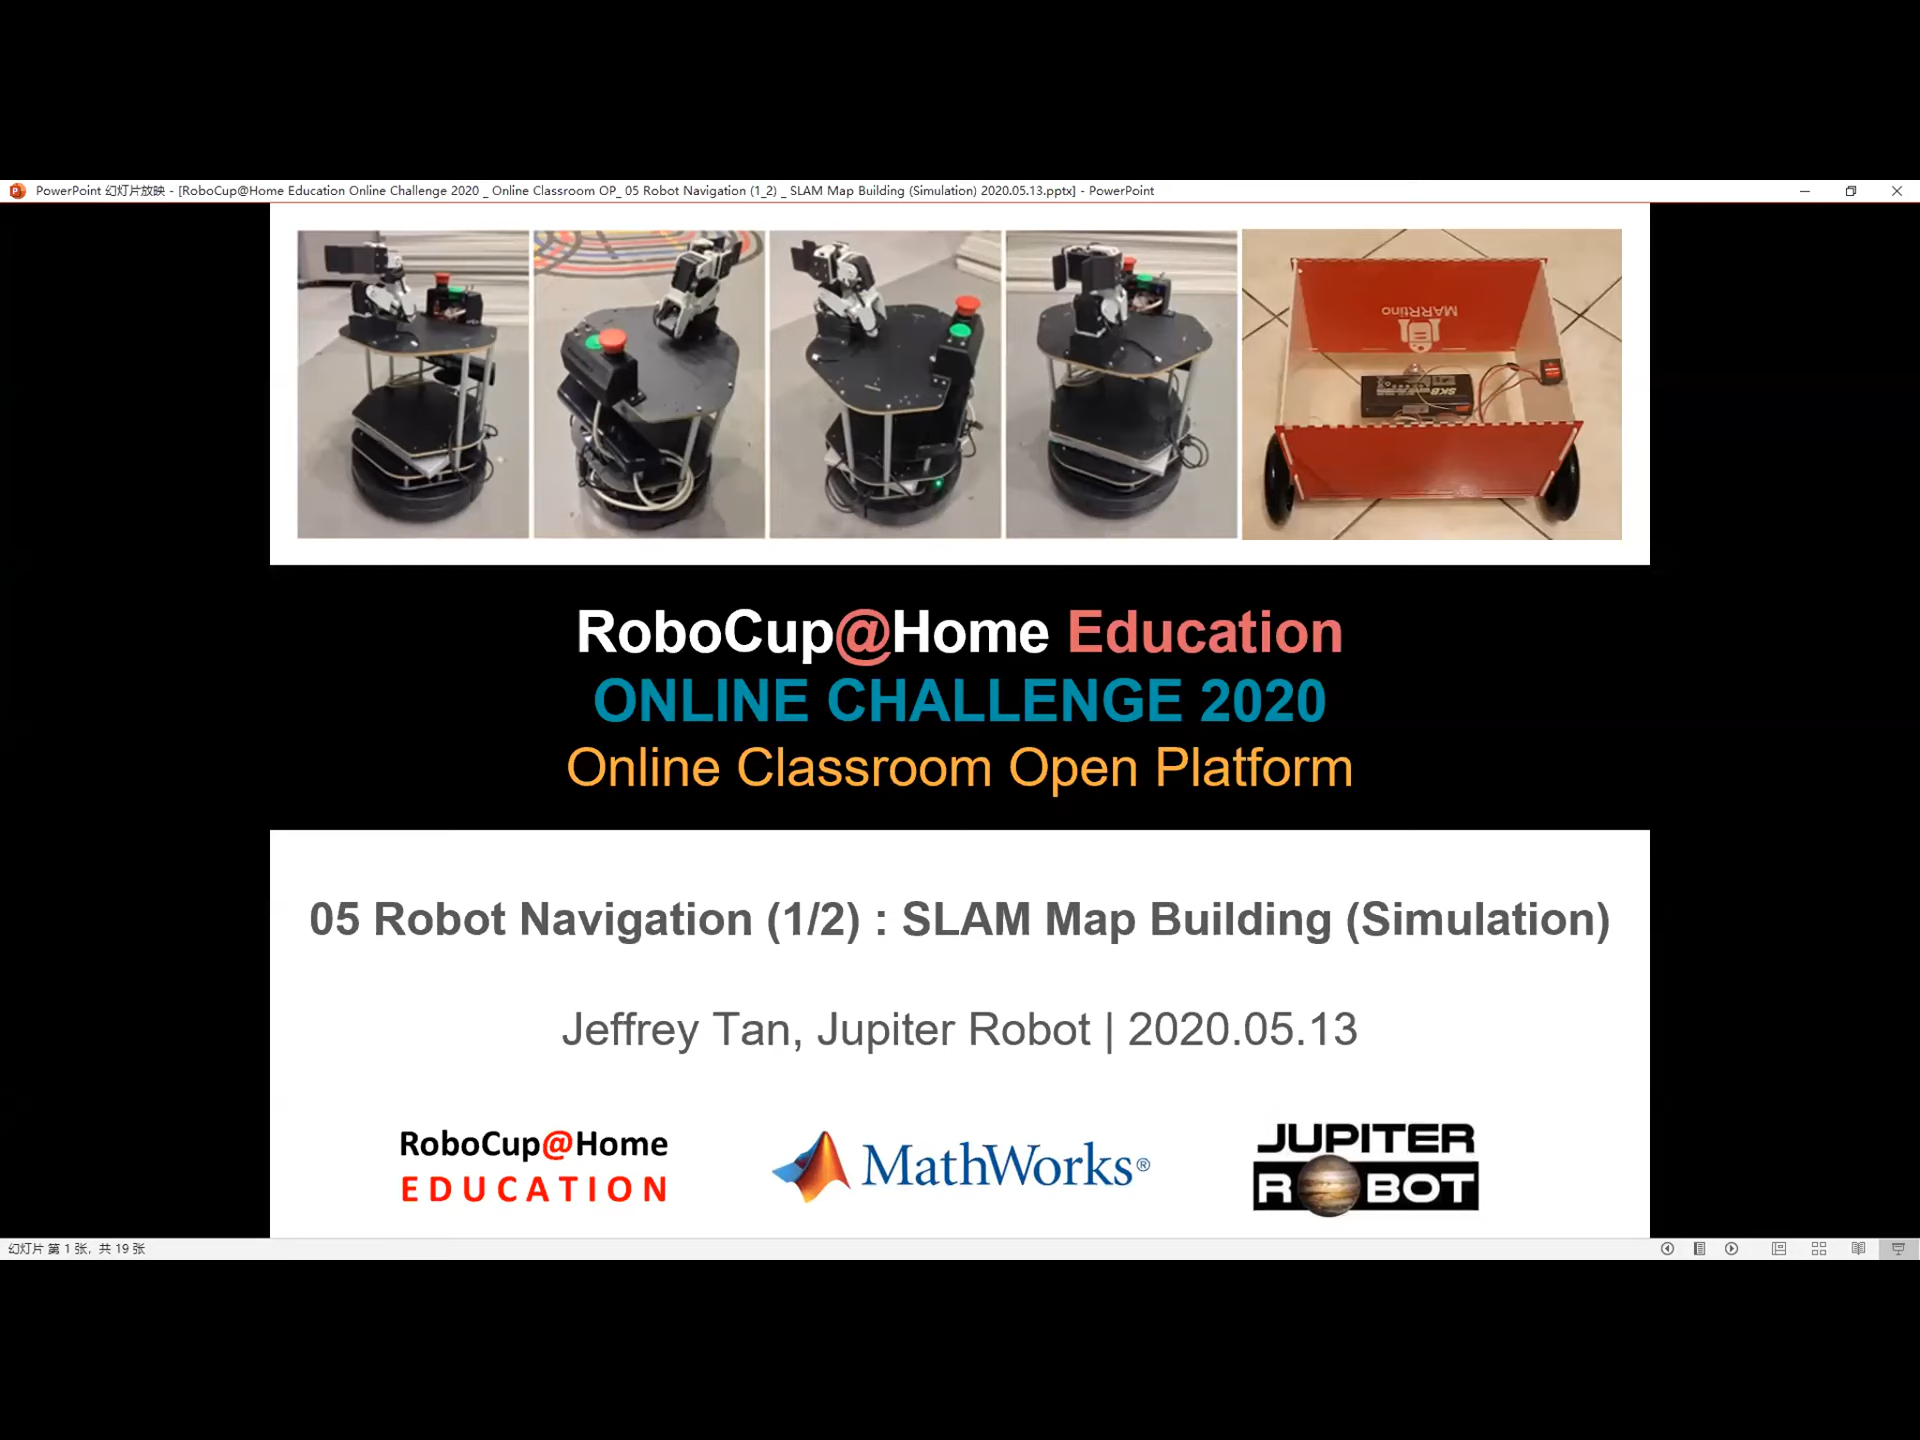 PowerPoint 幻灯片放映 - [RoboCup@Home Education Online Challenge 2020 _ Online Classroom OP_ 05 Robot Navigation (1_2) _ SLAM Map Building (Simulation) 2020.05.13.pptx] - PowerPoint
MARRtino
SKB
RoboCup@Home Education
ONLINE CHALLENGE 2020
Online Classroom Open Platform
05 Robot Navigation (1/2) : SLAM Map Building (Simulation)
Jeffrey Tan, Jupiter Robot | 2020.05.13
RoboCup@Home
EDUCATION
MathWorks®
JUPITER
ROBOT
幻灯片 第 1 张, 共 19 张